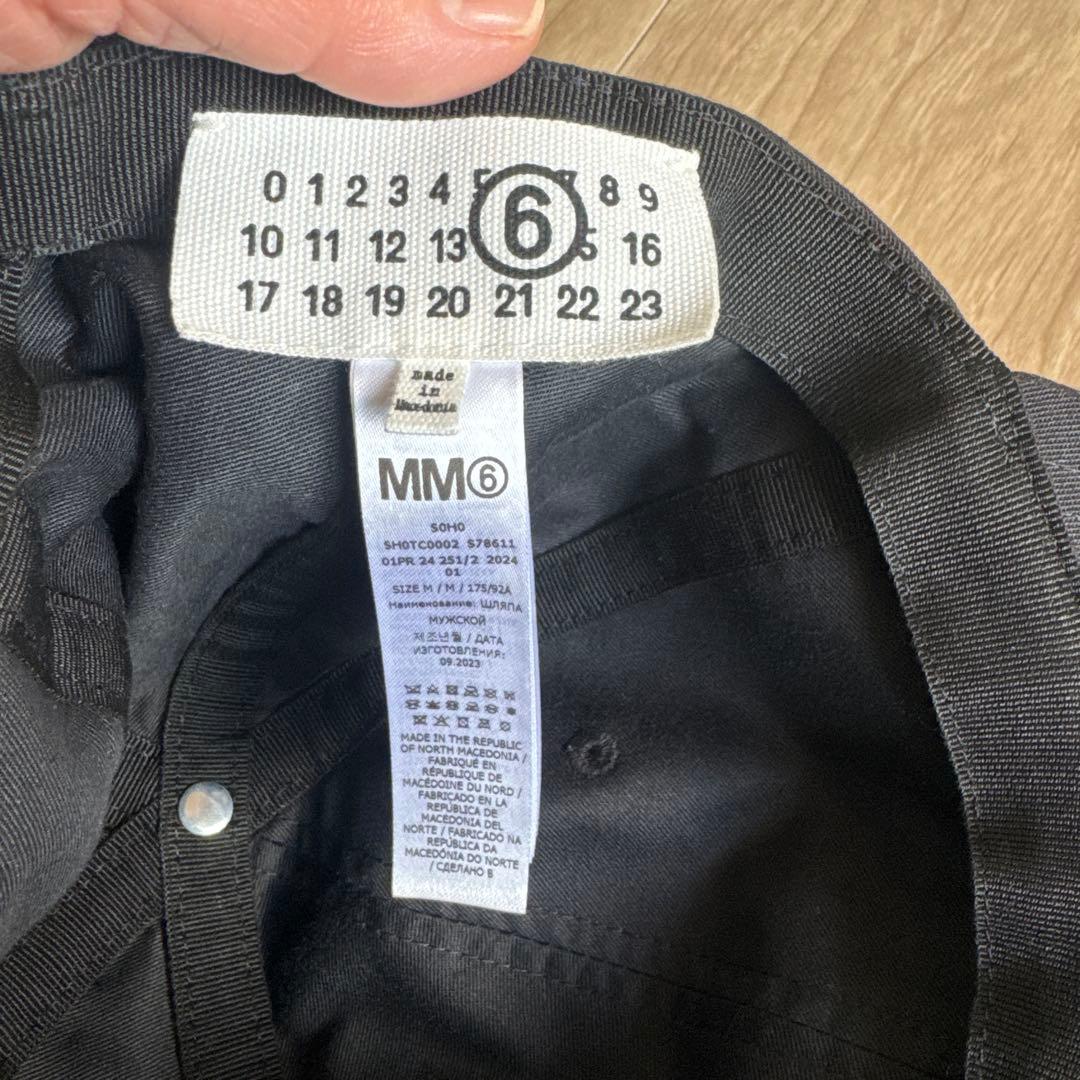 0 1 2 3 4 6 8 9
10 11 12 13 16
17 18 19 20 21 22 23
made
in
Macedonia
MM⑥
S0H0
SH0TC0002 S78611
01PR 24 251/2 2024
01
SIZE M / M / 175/92A
Наименование: ШЛЯПА
МУЖСКОЙ
제조년월 / ДАТА
ИЗГОТОВЛЕНИЯ:
09.2023
MADE IN THE REPUBLIC
OF NORTH MACEDONIA /
FABRIQUÉ EN
RÉPUBLIQUE DE
MACÉDOINE DU NORD /
FABRICADO EN LA
REPÚBLICA DE
MACEDONIA DEL
NORTE / FABRICADO NA
REPÚBLICA DA
MACEDÓNIA DO NORTE
/ СДЕЛАНО В